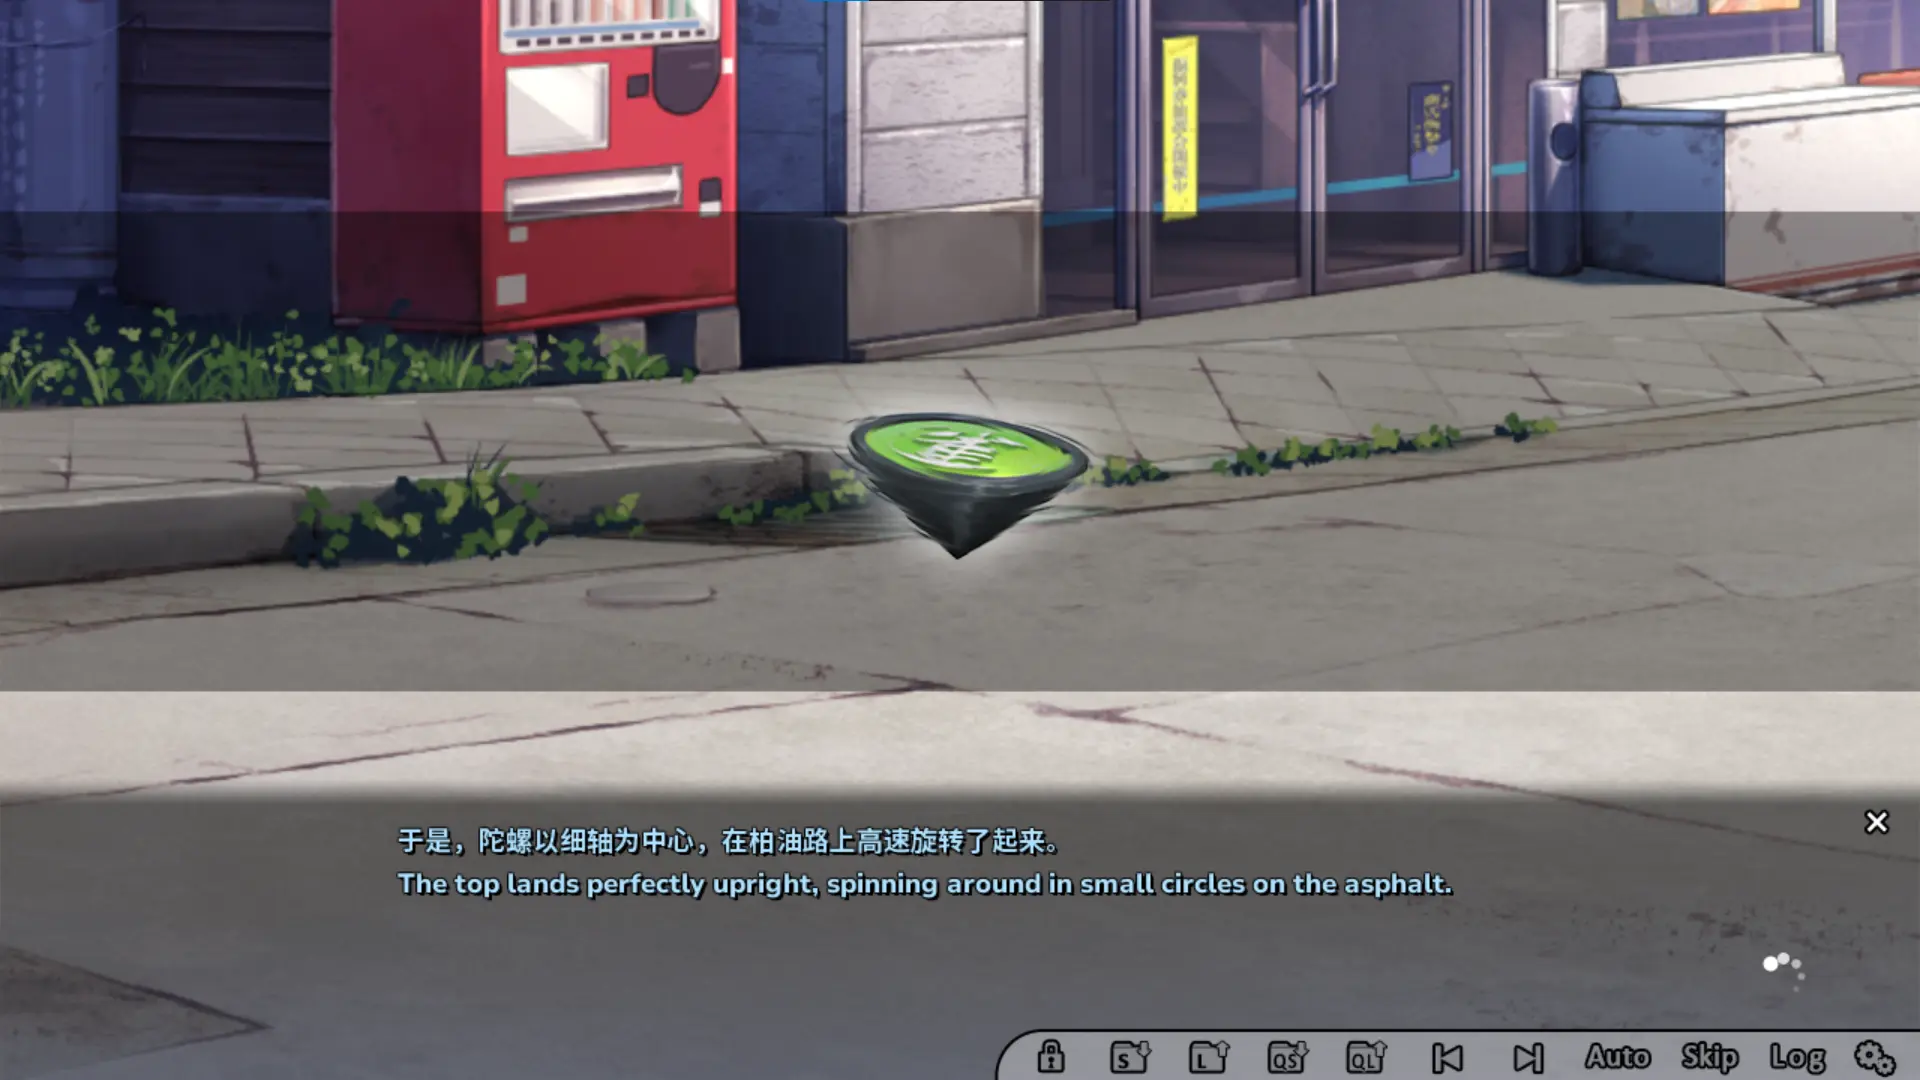 于是，陀螺以细轴为中心，在柏油路上高速旋转了起来。
The top lands perfectly upright, spinning around in small circles on the asphalt.
S
L
QS
QL
Auto
Skip
Log